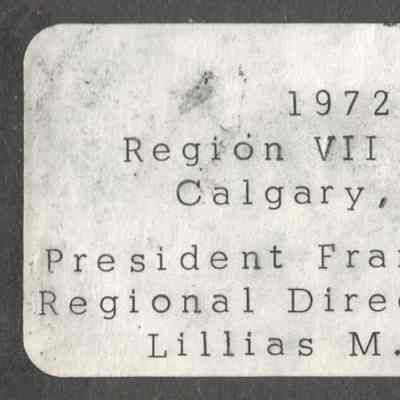 1972
Region VII
Calgary,
President Fran
Regional Direc
Lillias M.